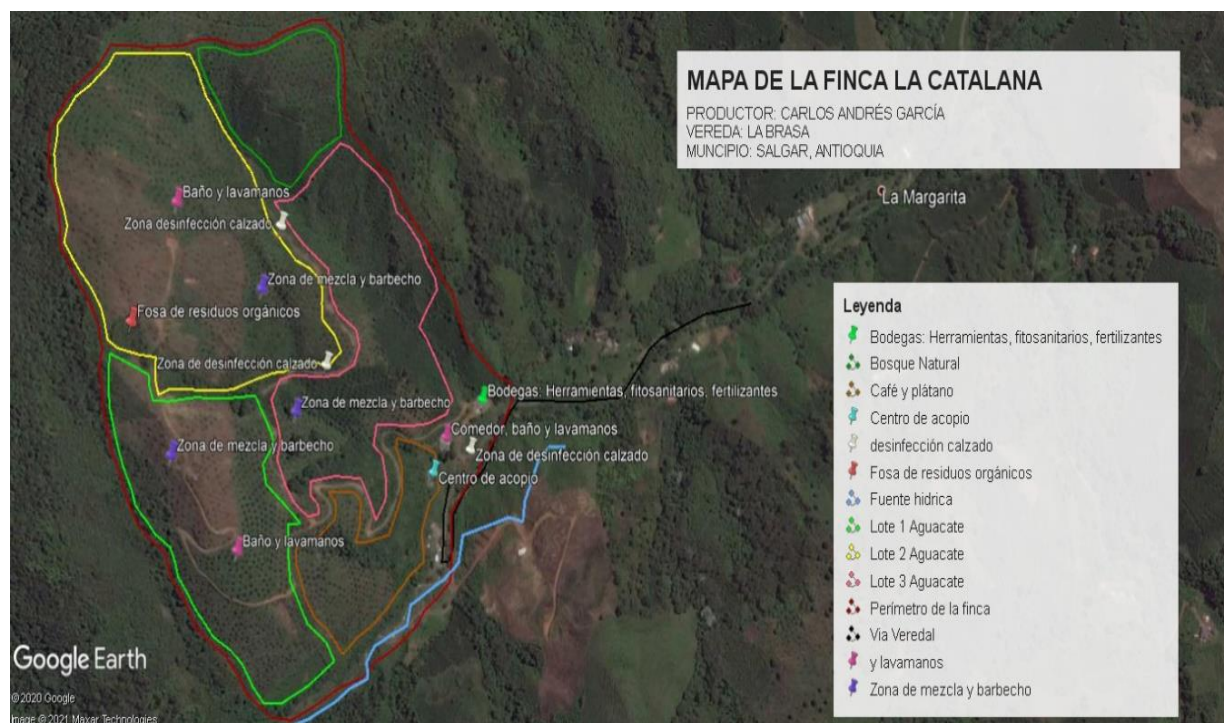 MAPA DE LA FINCA LA CATALANA
PRODUCTOR: CARLOS ANDRÉS GARCÍA
VEREDA: LA BRASA
MUNCIPIO: SALGAR, ANTIOQUIA
La Margarita
Baño y lavamanos
Zona desinfección calzado
Zona de mezcla y barbecho
Fosa de residuos orgánicos
Zona de desinfección calzado
Bodegas: Herramientas, fitosanitarios, fertilizantes
Zona de mezcla y barbecho
Comedor, baño y lavamanos
Zona de mezcla y barbecho
Zona de desinfección calzado
Centro de acopio
Baño y lavamanos
Leyenda
Bodegas: Herramientas, fitosanitarios, fertilizantes
Bosque Natural
Café y plátano
Centro de acopio
desinfección calzado
Fosa de residuos orgánicos
Fuente hidrica
Lote 1 Aguacate
Lote 2 Aguacate
Lote 3 Aguacate
Perímetro de la finca
Via Veredal
y lavamanos
Zona de mezcla y barbecho
Google Earth
© 2020 Google
Image © 2021 Maxar Technologies